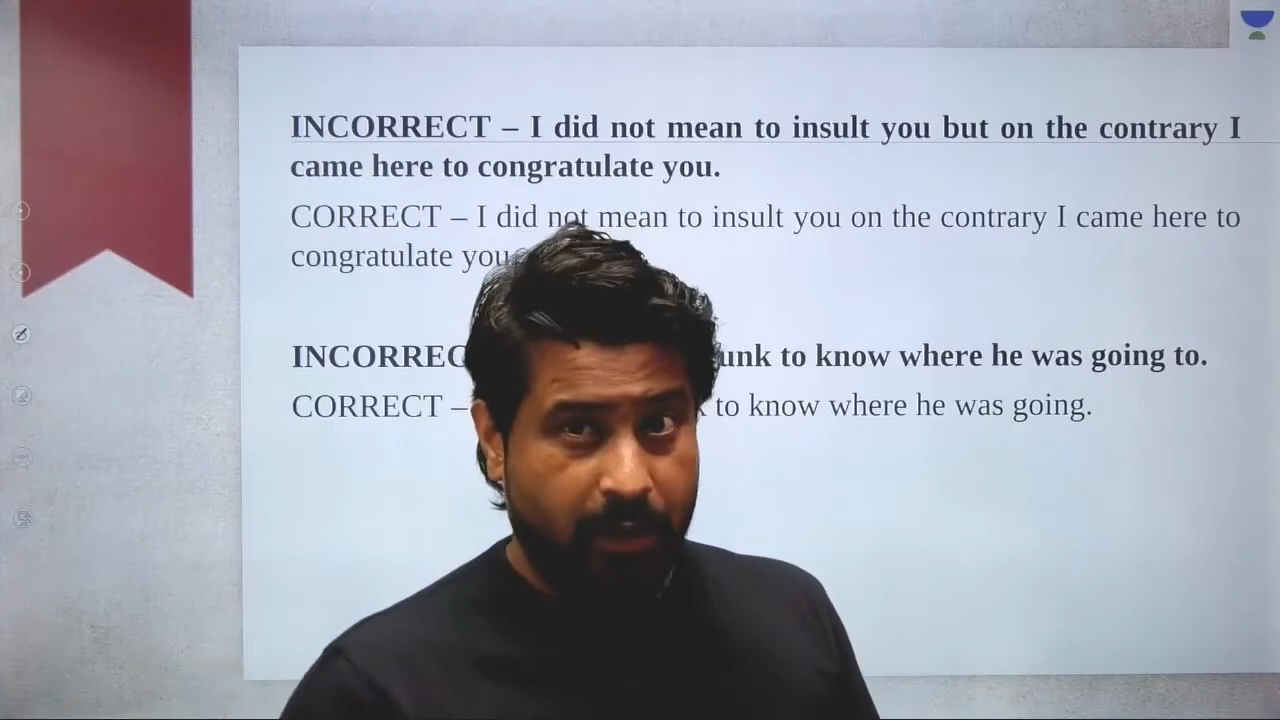 INCORRECT – I did not mean to insult you but on the contrary I
came here to congratulate you.
CORRECT – I did not mean to insult you on the contrary I came here to
congratulate you
INCORREC to know where he was going to.
CORRECT – to know where he was going.